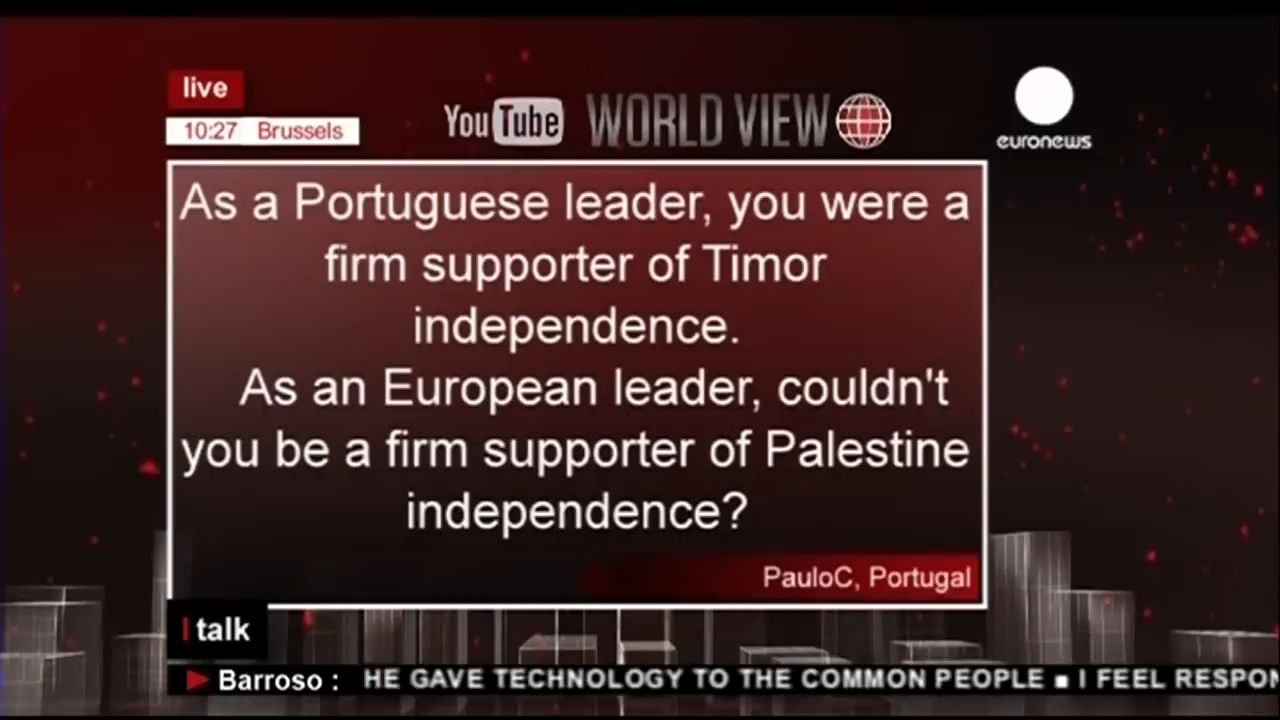 live
10:27 Brussels
YouTube WORLD VIEW
euronews
As a Portuguese leader, you were a
firm supporter of Timor
independence.
As an European leader, couldn't
you be a firm supporter of Palestine
independence?
PauloC, Portugal
I talk
Barroso : HE GAVE TECHNOLOGY TO THE COMMON PEOPLE ■ I FEEL RESPON